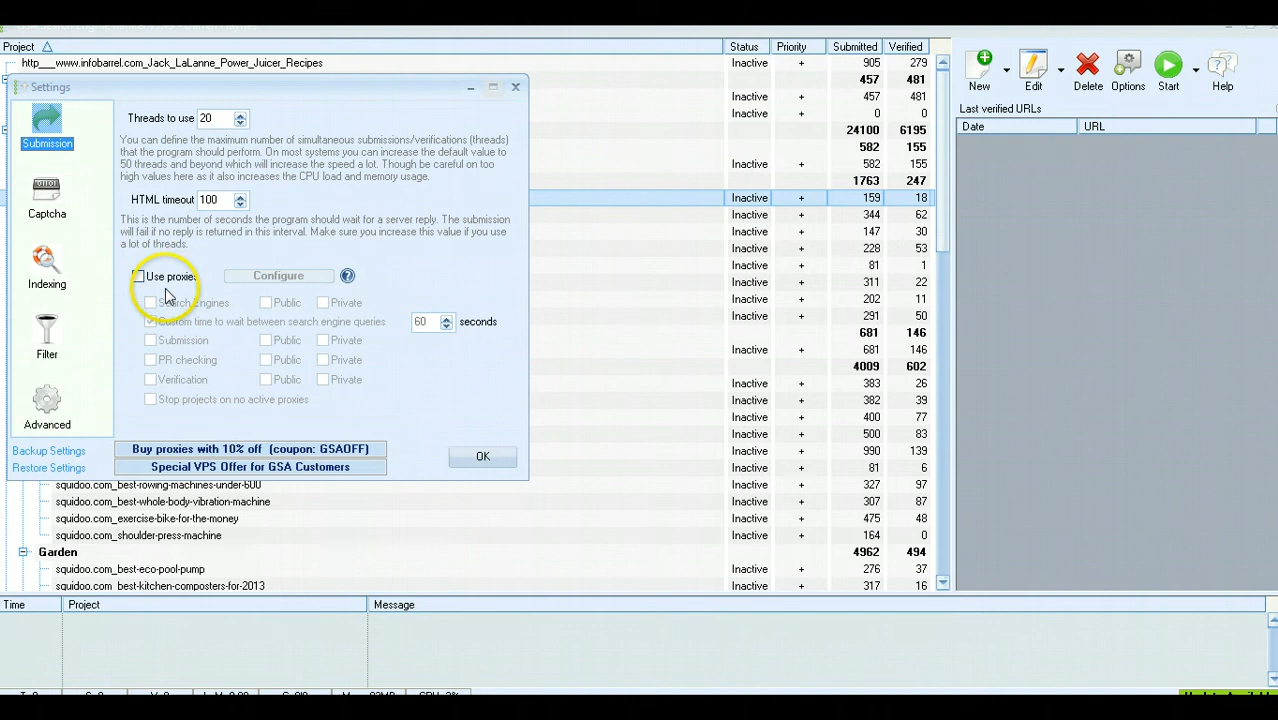 Project Status Priority Submitted Verified
http___www.infobarrel.com_Jack_LaLanne_Power_Juicer_Recipes Inactive + 905 279
457 481
Inactive + 457 481
Inactive + 0 0
24100 6195
582 155
Inactive + 582 155
1763 247
Inactive + 159 18
Inactive + 344 62
Inactive + 147 30
Inactive + 228 53
Inactive + 81 1
Inactive + 311 22
Inactive + 202 11
Inactive + 291 50
681 146
Inactive + 681 146
4009 602
Inactive + 383 26
Inactive + 382 39
Inactive + 400 77
Inactive + 500 83
Inactive + 990 139
Inactive + 81 6
squidoo.com_best-rowing-machines-under-600 Inactive + 327 97
squidoo.com_best-whole-body-vibration-machine Inactive + 307 87
squidoo.com_exercise-bike-for-the-money Inactive + 475 48
squidoo.com_shoulder-press-machine Inactive + 164 0
Garden 4962 494
squidoo.com_best-eco-pool-pump Inactive + 276 37
squidoo.com_best-kitchen-composters-for-2013 Inactive + 317 16
Settings
Submission
Captcha
Indexing
Filter
Advanced
Backup Settings
Restore Settings
Threads to use 20
You can define the maximum number of simultaneous submissions/verifications (threads)
that the program should perform. On most systems you can increase the default value to
50 threads and beyond which will increase the speed a lot. Though be careful on too
high values here as it also increases the CPU load and memory usage.
HTML timeout 100
This is the number of seconds the program should wait for a server reply. The submission
will fail if no reply is returned in this interval. Make sure you increase this value if you use
a lot of threads.
Use proxies Configure ?
Search Engines Public Private
Custom time to wait between search engine queries 60 seconds
Submission Public Private
PR checking Public Private
Verification Public Private
Stop projects on no active proxies
Buy proxies with 10% off (coupon: GSAOFF)
Special VPS Offer for GSA Customers
OK
New Edit Delete Options Start Help
Last verified URLs
Date URL
Time Project Message